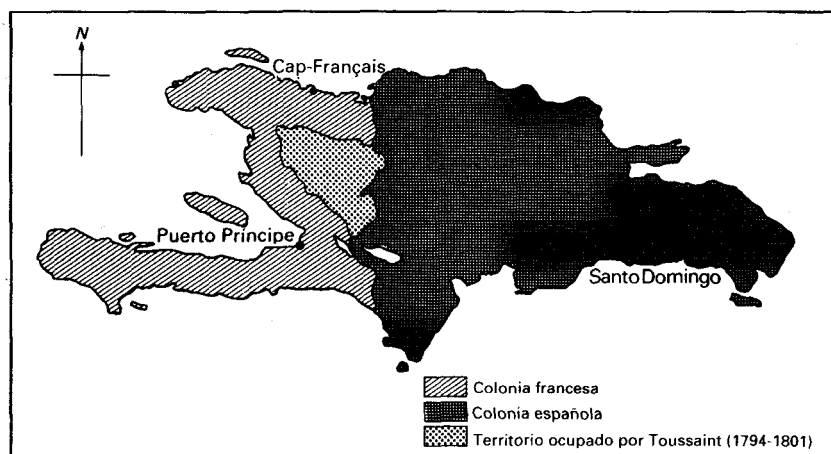 N
Cap-Français
Puerto Príncipe
Santo Domingo
Colonia francesa
Colonia española
Territorio ocupado por Toussaint (1794-1801)